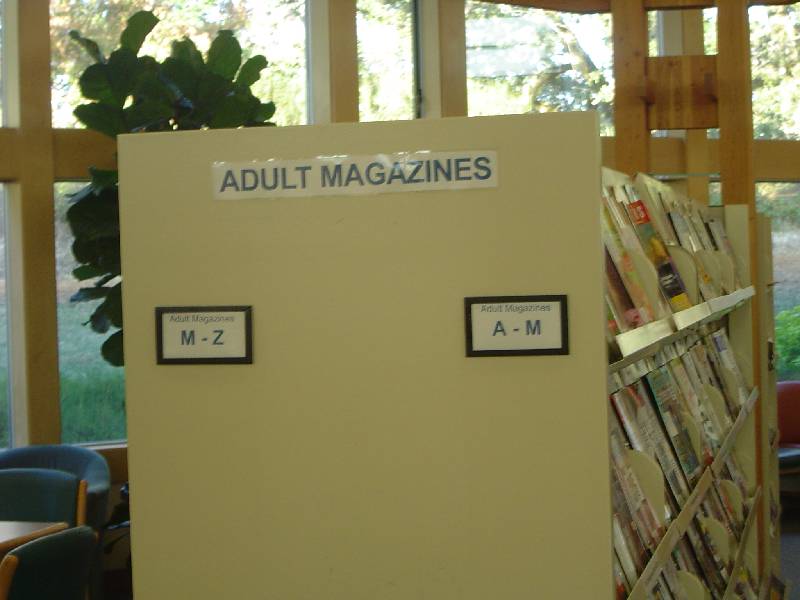 ADULT MAGAZINES
Adult Magazines
M - Z
Adult Magazines
A - M